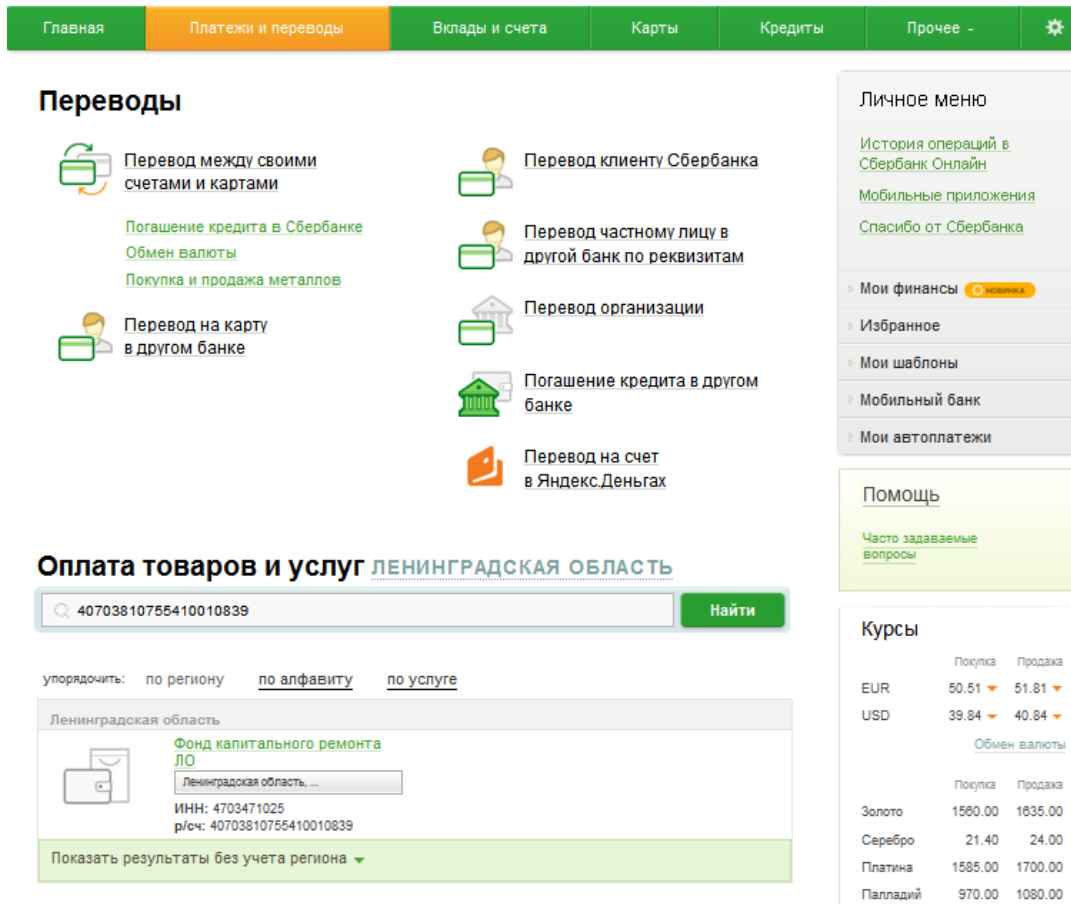 Главная Платежи и переводы Вклады и счета Карты Кредиты Прочее -
Переводы
Перевод между своими
счетами и картами
Погашение кредита в Сбербанке
Обмен валюты
Покупка и продажа металлов
Перевод на карту
в другом банке
Перевод клиенту Сбербанка
Перевод частному лицу в
другой банк по реквизитам
Перевод организации
Погашение кредита в другом
банке
Перевод на счет
в Яндекс.Деньгах
Оплата товаров и услуг ЛЕНИНГРАДСКАЯ ОБЛАСТЬ
40703810755410010839 Найти
упорядочить: по региону по алфавиту по услуге
Ленинградская область
Фонд капитального ремонта
ЛО
Ленинградская область, ...
ИНН: 4703471025
р/сч: 40703810755410010839
Показать результаты без учета региона
Личное меню
История операций в
Сбербанк Онлайн
Мобильные приложения
Спасибо от Сбербанка
Мои финансы НОВИНКА
Избранное
Мои шаблоны
Мобильный банк
Мои автоплатежи
Помощь
Часто задаваемые
вопросы
Курсы
Покупка Продажа
EUR 50.51 51.81
USD 39.84 40.84
Обмен валюты
Покупка Продажа
Золото 1560.00 1635.00
Серебро 21.40 24.00
Платина 1585.00 1700.00
Палладий 970.00 1080.00